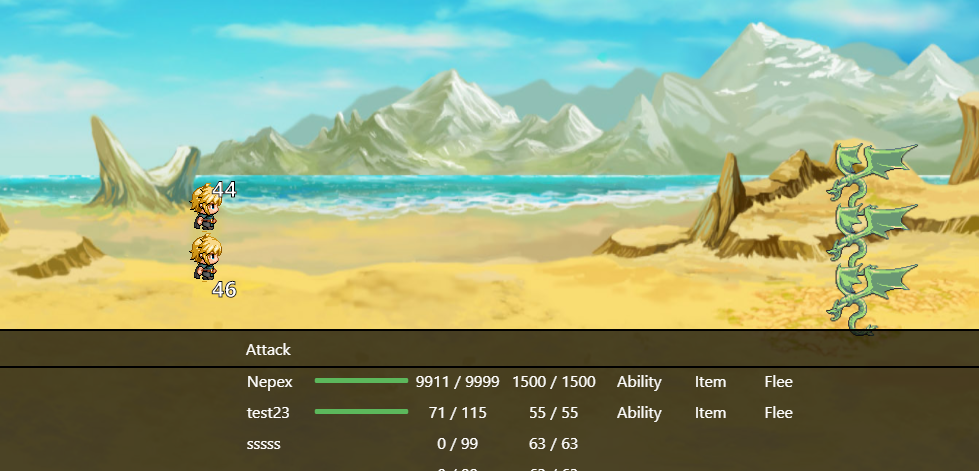 44
46
Attack
Nepex 9911 / 9999 1500 / 1500 Ability Item Flee
test23 71 / 115 55 / 55 Ability Item Flee
sssss 0 / 99 63 / 63